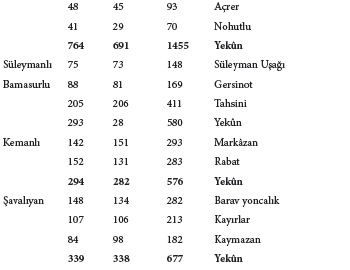 48 45 93 Açrer
41 29 70 Nohutlu
764 691 1455 Yekûn
Süleymanlı 75 73 148 Süleyman Uşağı
Bamasurlu 88 81 169 Gersinot
205 206 411 Tahsini
293 28 580 Yekûn
Kemanlı 142 151 293 Markâzan
152 131 283 Rabat
294 282 576 Yekûn
Şavalıyan 148 134 282 Barav yoncalık
107 106 213 Kayırlar
84 98 182 Kaymazan
339 338 677 Yekûn